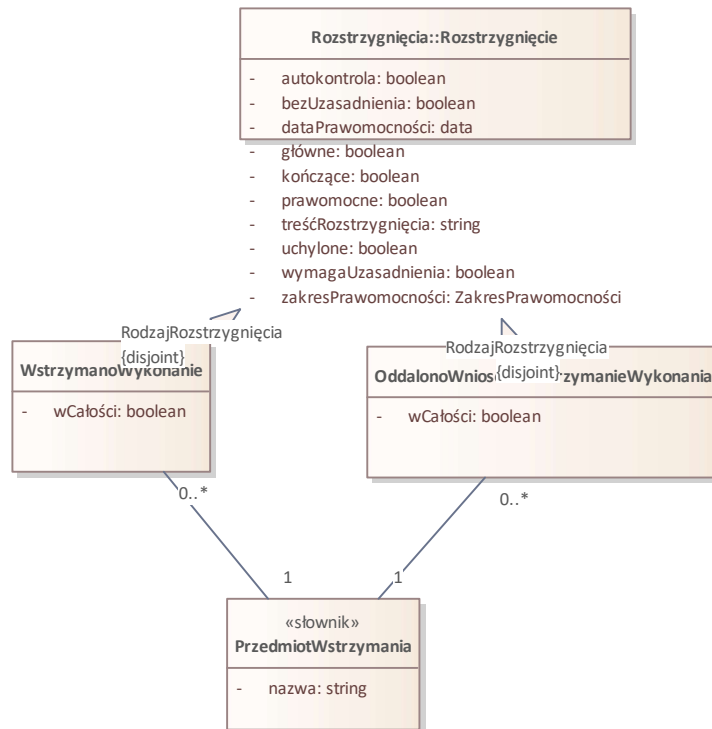 Rozstrzygnięcia::Rozstrzygnięcie
- autokontrola: boolean
- bezUzasadnienia: boolean
- dataPrawomocności: data
- główne: boolean
- kończące: boolean
- prawomocne: boolean
- treśćRozstrzygnięcia: string
- uchylone: boolean
- wymagaUzasadnienia: boolean
- zakresPrawomocności: ZakresPrawomocności
RodzajRozstrzygnięcia
{disjoint}
WstrzymanoWykonanie
- wCałości: boolean
RodzajRozstrzygnięcia
{disjoint}
- wCałości: boolean
0..*
0..*
1
1
«słownik»
PrzedmiotWstrzymania
- nazwa: string